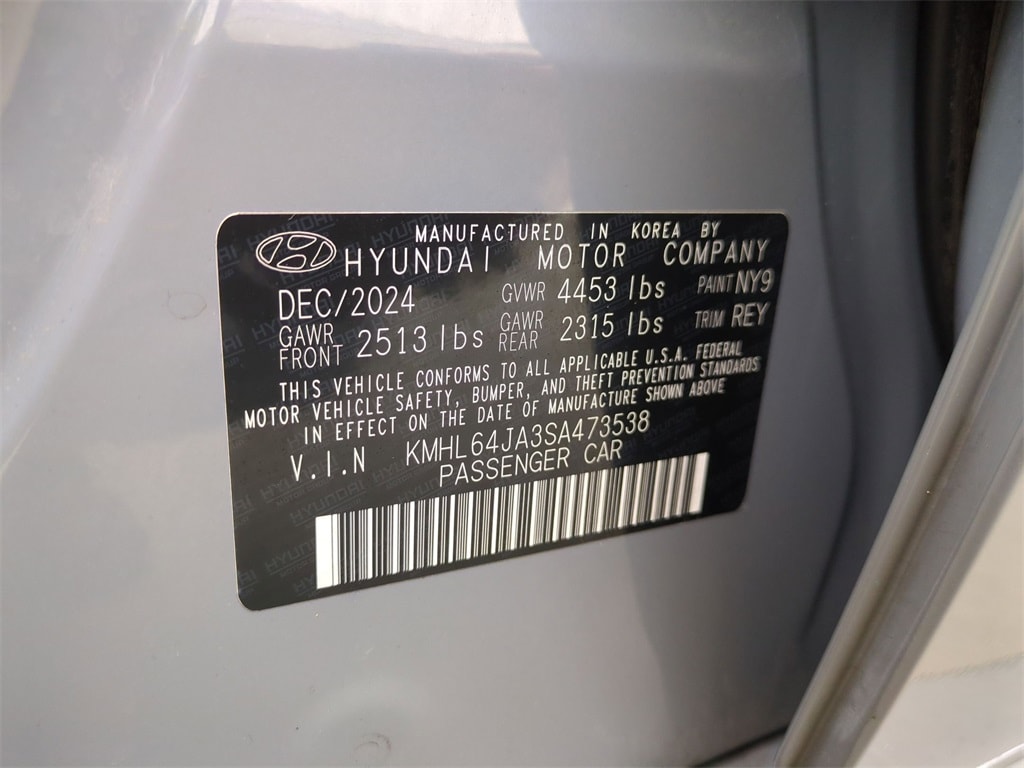 MANUFACTURED IN KOREA BY
HYUNDAI MOTOR COMPANY
DEC/2024 GVWR 4453 lbs PAINT NY9
GAWR FRONT 2513 lbs GAWR REAR 2315 lbs TRIM REY
THIS VEHICLE CONFORMS TO ALL APPLICABLE U.S.A. FEDERAL
MOTOR VEHICLE SAFETY, BUMPER, AND THEFT PREVENTION STANDARDS
IN EFFECT ON THE DATE OF MANUFACTURE SHOWN ABOVE
V.I.N KMHL64JA3SA473538
PASSENGER CAR